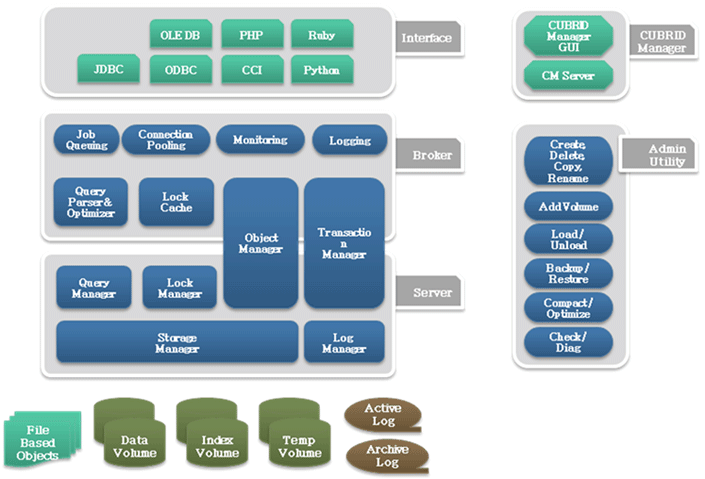 OLE DB
PHP
Ruby
Interface
JDBC
ODBC
CCI
Python
CUBRID
Manager
GUI
CUBRID
Manager
CM Server
Job
Queuing
Connection
Pooling
Monitoring
Logging
Broker
Query
Parser &
Optimizer
Lock
Cache
Object
Manager
Transactio
n
Manager
Query
Manager
Lock
Manager
Server
Storage
Manager
Log
Manager
Create,
Delete,
Copy,
Rename
Admin
Utility
Add Volume
Load/
Unload
Backup/
Restore
Compact/
Optimize
Check/
Diag
File
Based
Objects
Data
Volume
Index
Volume
Temp
Volume
Active
Log
Archive
Log